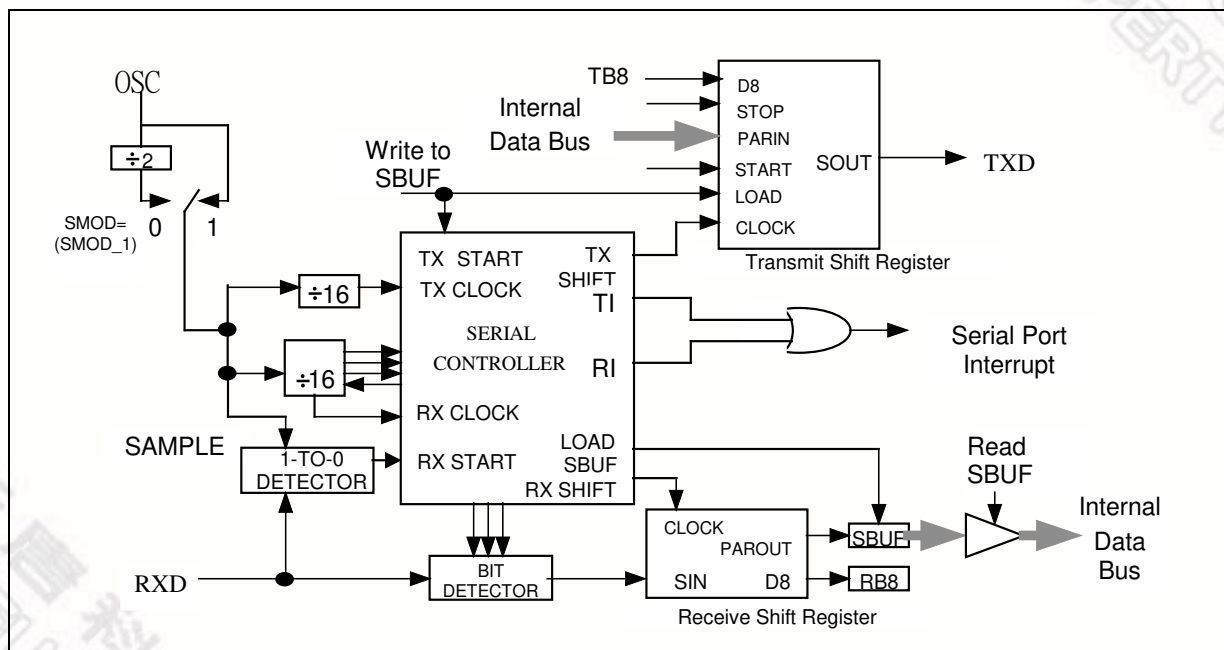 OSC
÷2
SMOD=
(SMOD_1)
0
1
Write to
SBUF
TB8
Internal
Data Bus
D8
STOP
PARIN
START
LOAD
CLOCK
SOUT
TXD
Transmit Shift Register
÷16
÷16
SAMPLE
1-TO-0
DETECTOR
RXD
TX START
TX CLOCK
SERIAL
CONTROLLER
RX CLOCK
RX START
TX
SHIFT
TI
RI
LOAD
SBUF
RX SHIFT
Serial Port
Interrupt
BIT
DETECTOR
CLOCK
PAROUT
SIN
D8
Receive Shift Register
SBUF
RB8
Read
SBUF
Internal
Data
Bus